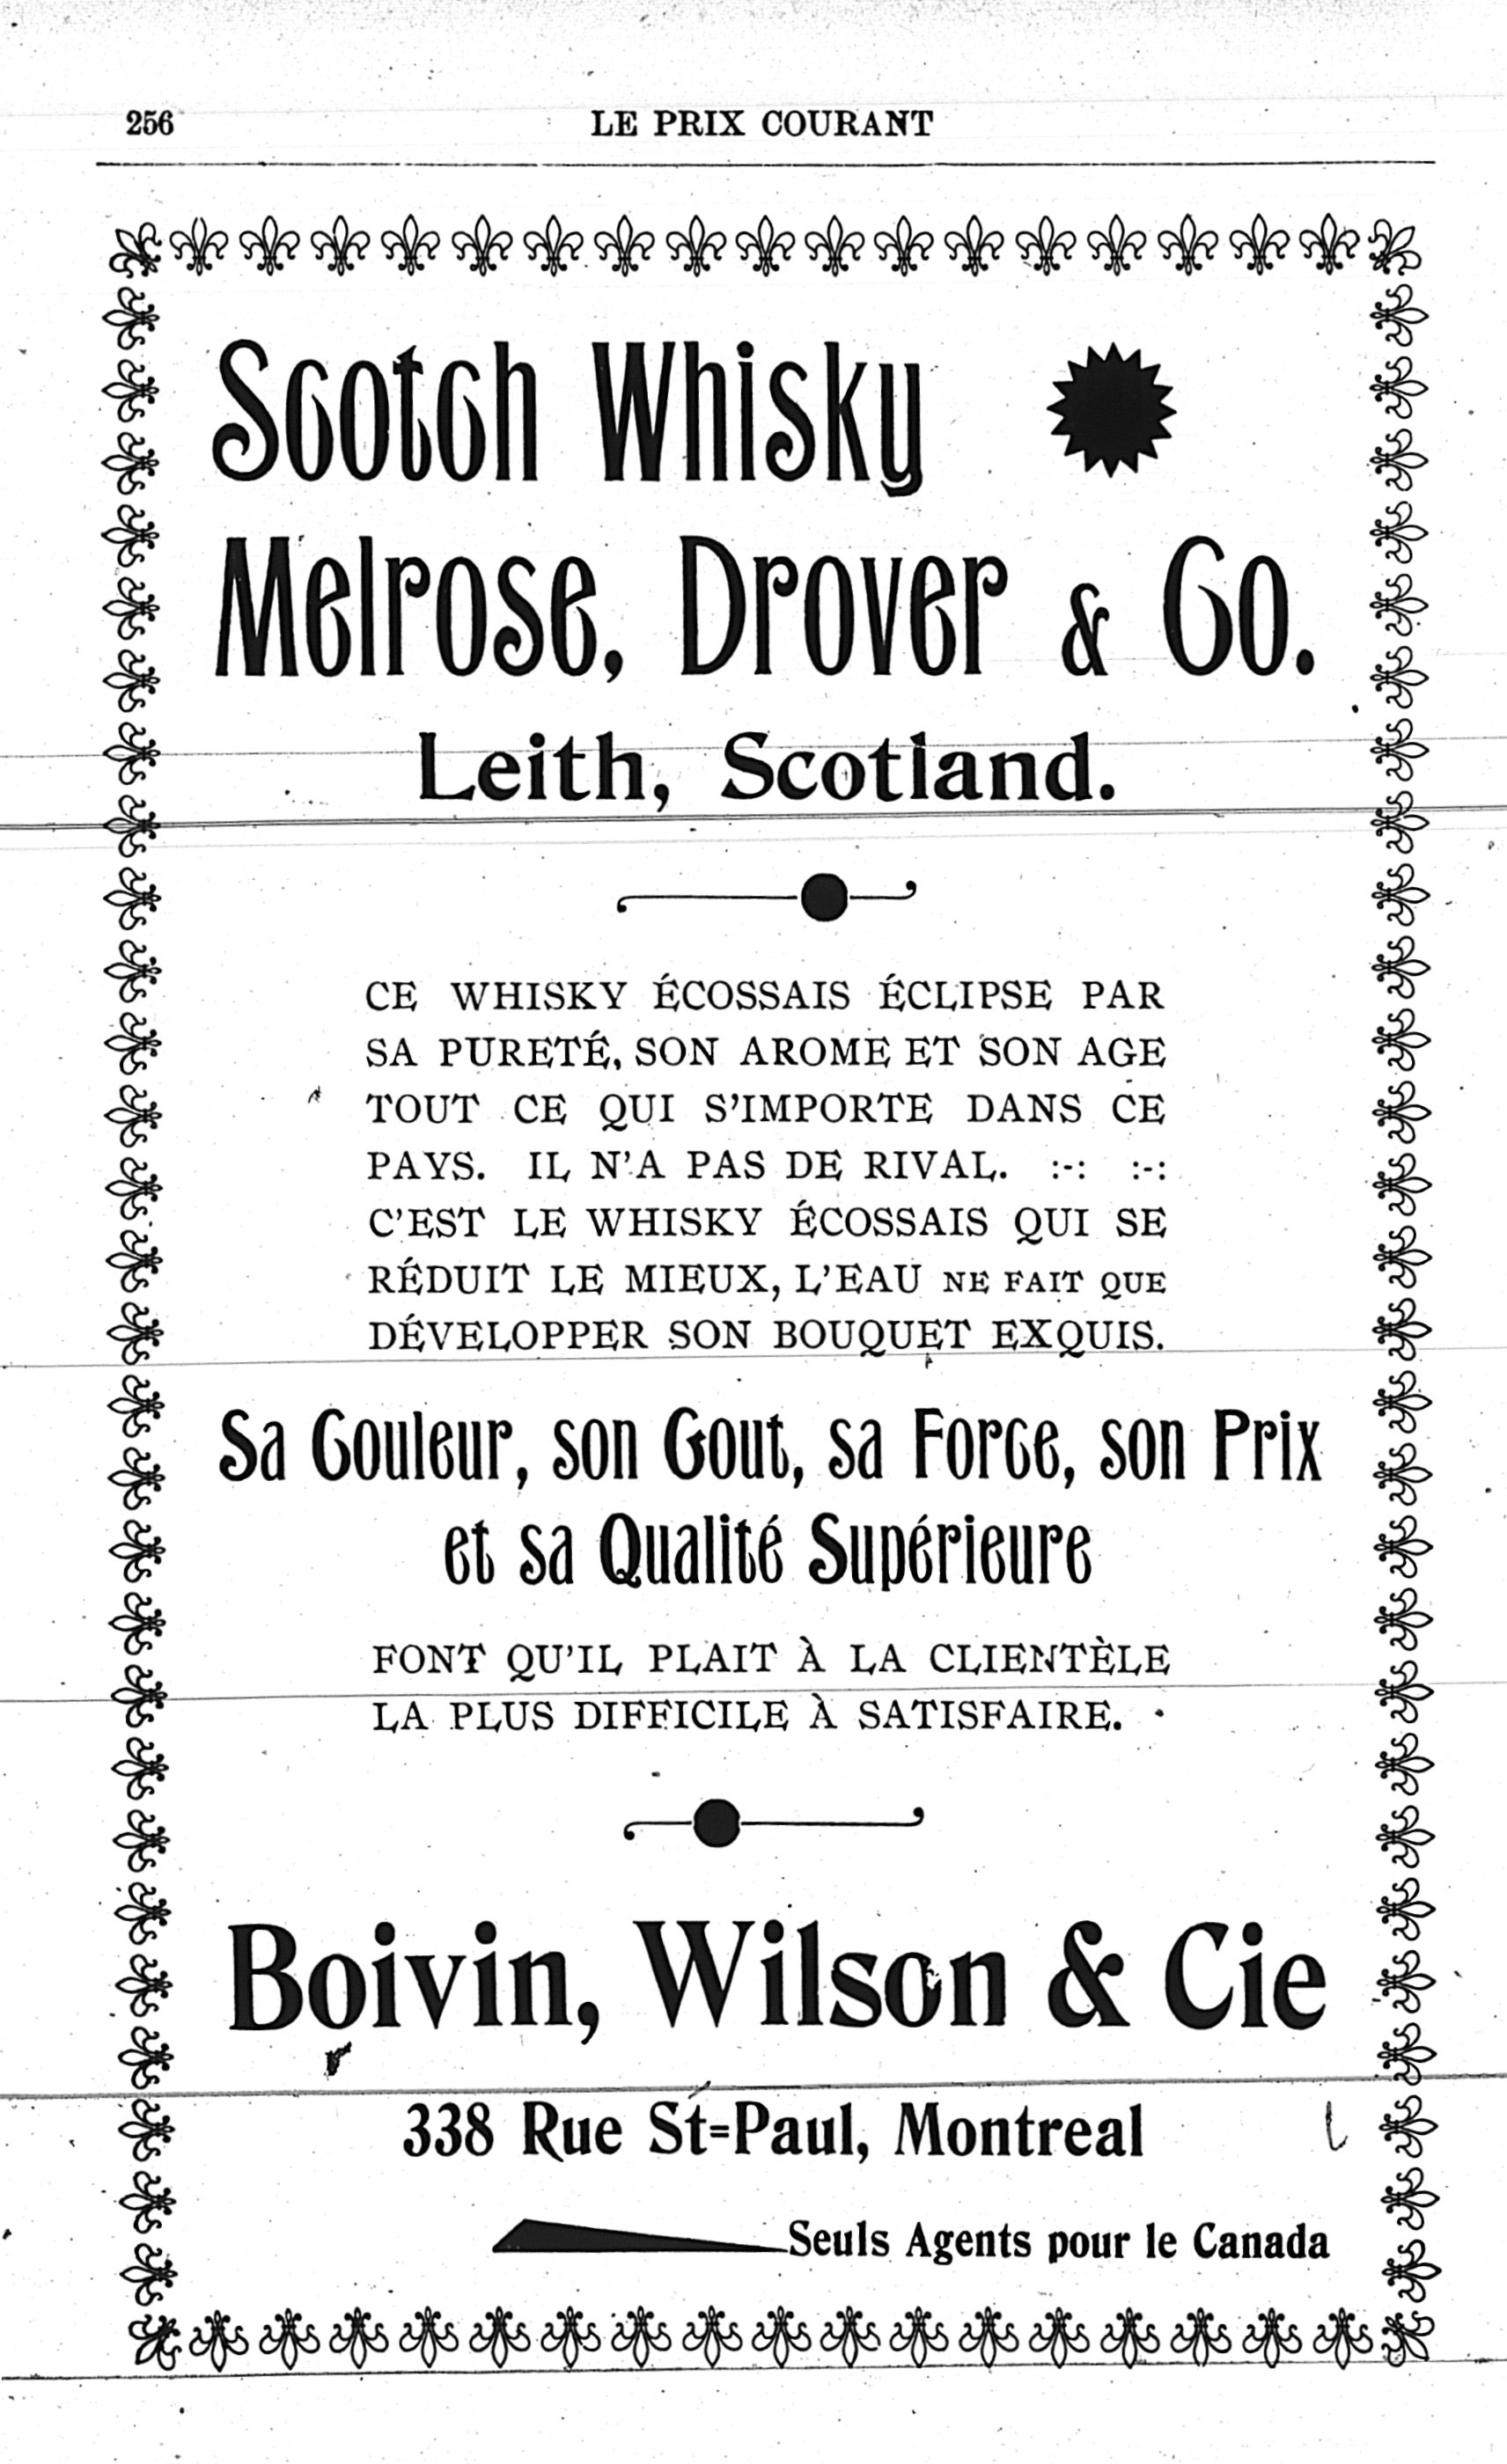 256
LE PRIX COURANT
Scotch Whisky
Melrose, Drover & Co.
Leith, Scotland.
CE WHISKY ÉCOSSAIS ÉCLIPSE PAR
SA PURETÉ, SON AROME ET SON AGE
TOUT CE QUI S'IMPORTE DANS CE
PAYS. IL N'A PAS DE RIVAL. :-: :-:
C'EST LE WHISKY ÉCOSSAIS QUI SE
RÉDUIT LE MIEUX, L'EAU NE FAIT QUE
DÉVELOPPER SON BOUQUET EXQUIS.
Sa Couleur, son Gout, sa Force, son Prix
et sa Qualité Supérieure
FONT QU'IL PLAIT À LA CLIENTÈLE
LA PLUS DIFFICILE À SATISFAIRE.
Boivin, Wilson & Cie
338 Rue St=Paul, Montreal
Seuls Agents pour le Canada